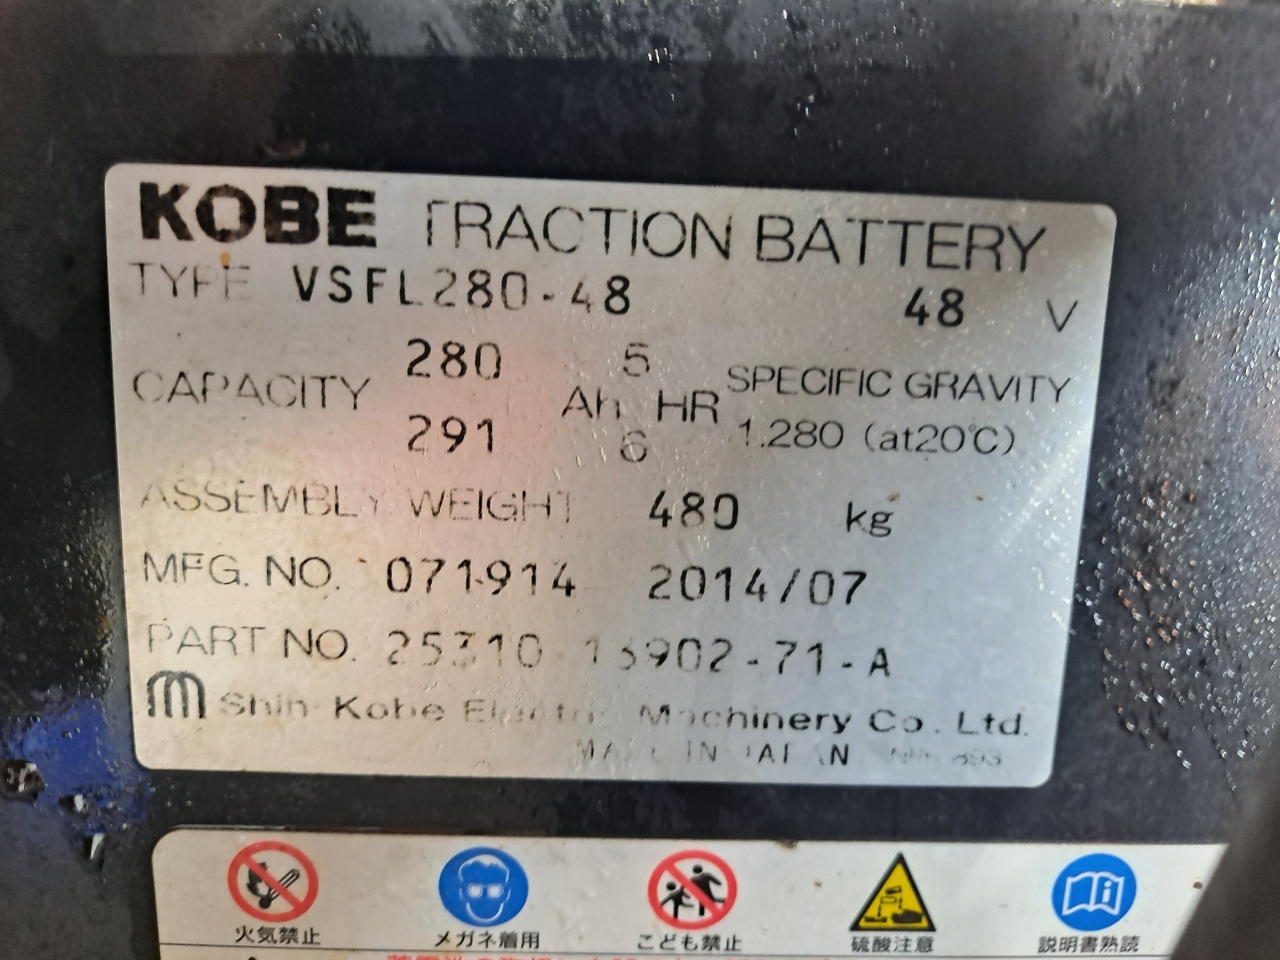 KOBE TRACTION BATTERY
TYPE VSFL280-48 48 V
280 5
CAPACITY Ah HR SPECIFIC GRAVITY
291 6 1.280 (at20°C)
ASSEMBLY WEIGHT 480 kg
MFG. NO. 071914 2014/07
PART NO. 25310-13902-71-A
Shin-Kobe Electric Machinery Co., Ltd.
MADE IN JAPAN
火気禁止 メガネ着用 こども禁止 硫酸注意 説明書熟読